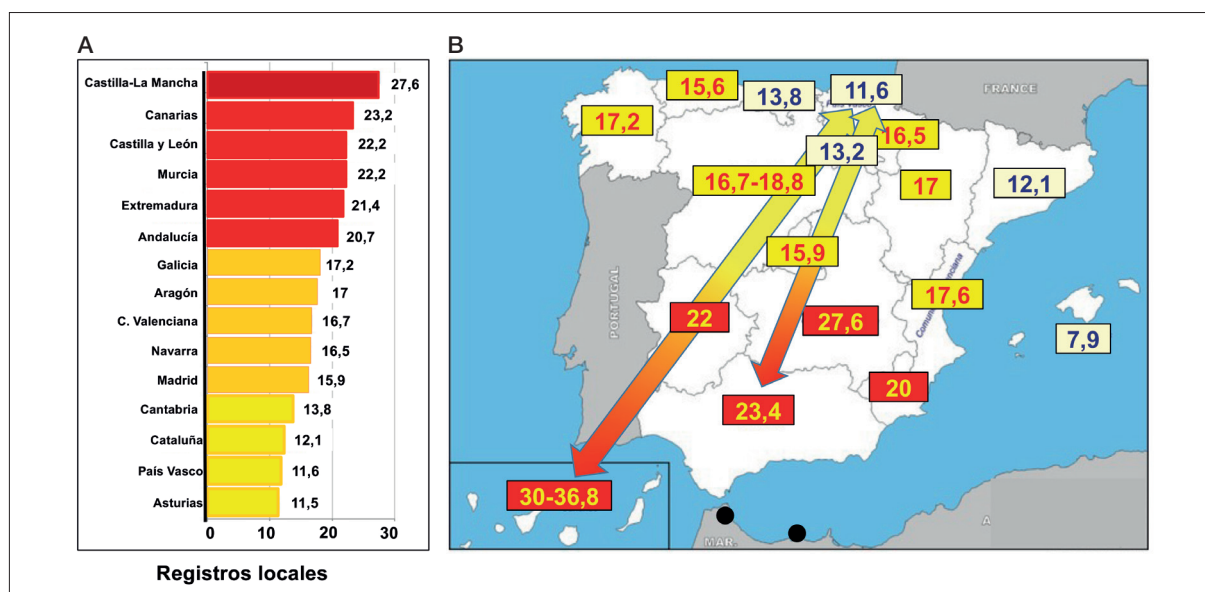 A
Castilla-La Mancha 27,6
Canarias 23,2
Castilla y León 22,2
Murcia 22,2
Extremadura 21,4
Andalucía 20,7
Galicia 17,2
Aragón 17
C. Valenciana 16,7
Navarra 16,5
Madrid 15,9
Cantabria 13,8
Cataluña 12,1
País Vasco 11,6
Asturias 11,5
0 10 20 30
Registros locales
B
15,6
13,8
11,6
FRANCE
17,2
16,5
13,2
16,7-18,8
17
12,1
15,9
PORTUGAL
22
27,6
17,6
7,9
20
23,4
30-36,8
MAR.
A